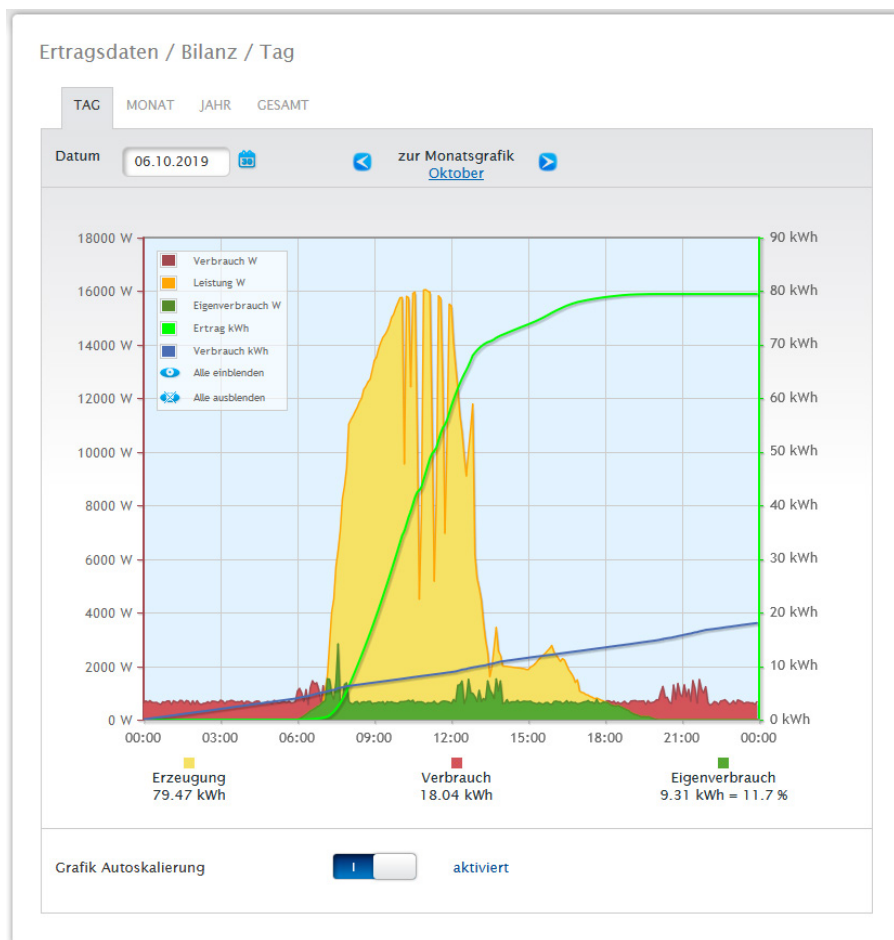 Ertragsdaten / Bilanz / Tag
TAG MONAT JAHR GESAMT
Datum 06.10.2019 30 zur Monatsgrafik
Oktober
18000 W 90 kWh
Verbrauch W
Leistung W
16000 W 80 kWh
Eigenverbrauch W
Ertrag kWh
14000 W Verbrauch kWh 70 kWh
Alle einblenden
12000 W Alle ausblenden 60 kWh
10000 W 50 kWh
8000 W 40 kWh
6000 W 30 kWh
4000 W 20 kWh
2000 W 10 kWh
0 W 0 kWh
00:00 03:00 06:00 09:00 12:00 15:00 18:00 21:00 00:00
Erzeugung Verbrauch Eigenverbrauch
79.47 kWh 18.04 kWh 9.31 kWh = 11.7 %
Grafik Autoskalierung I aktiviert